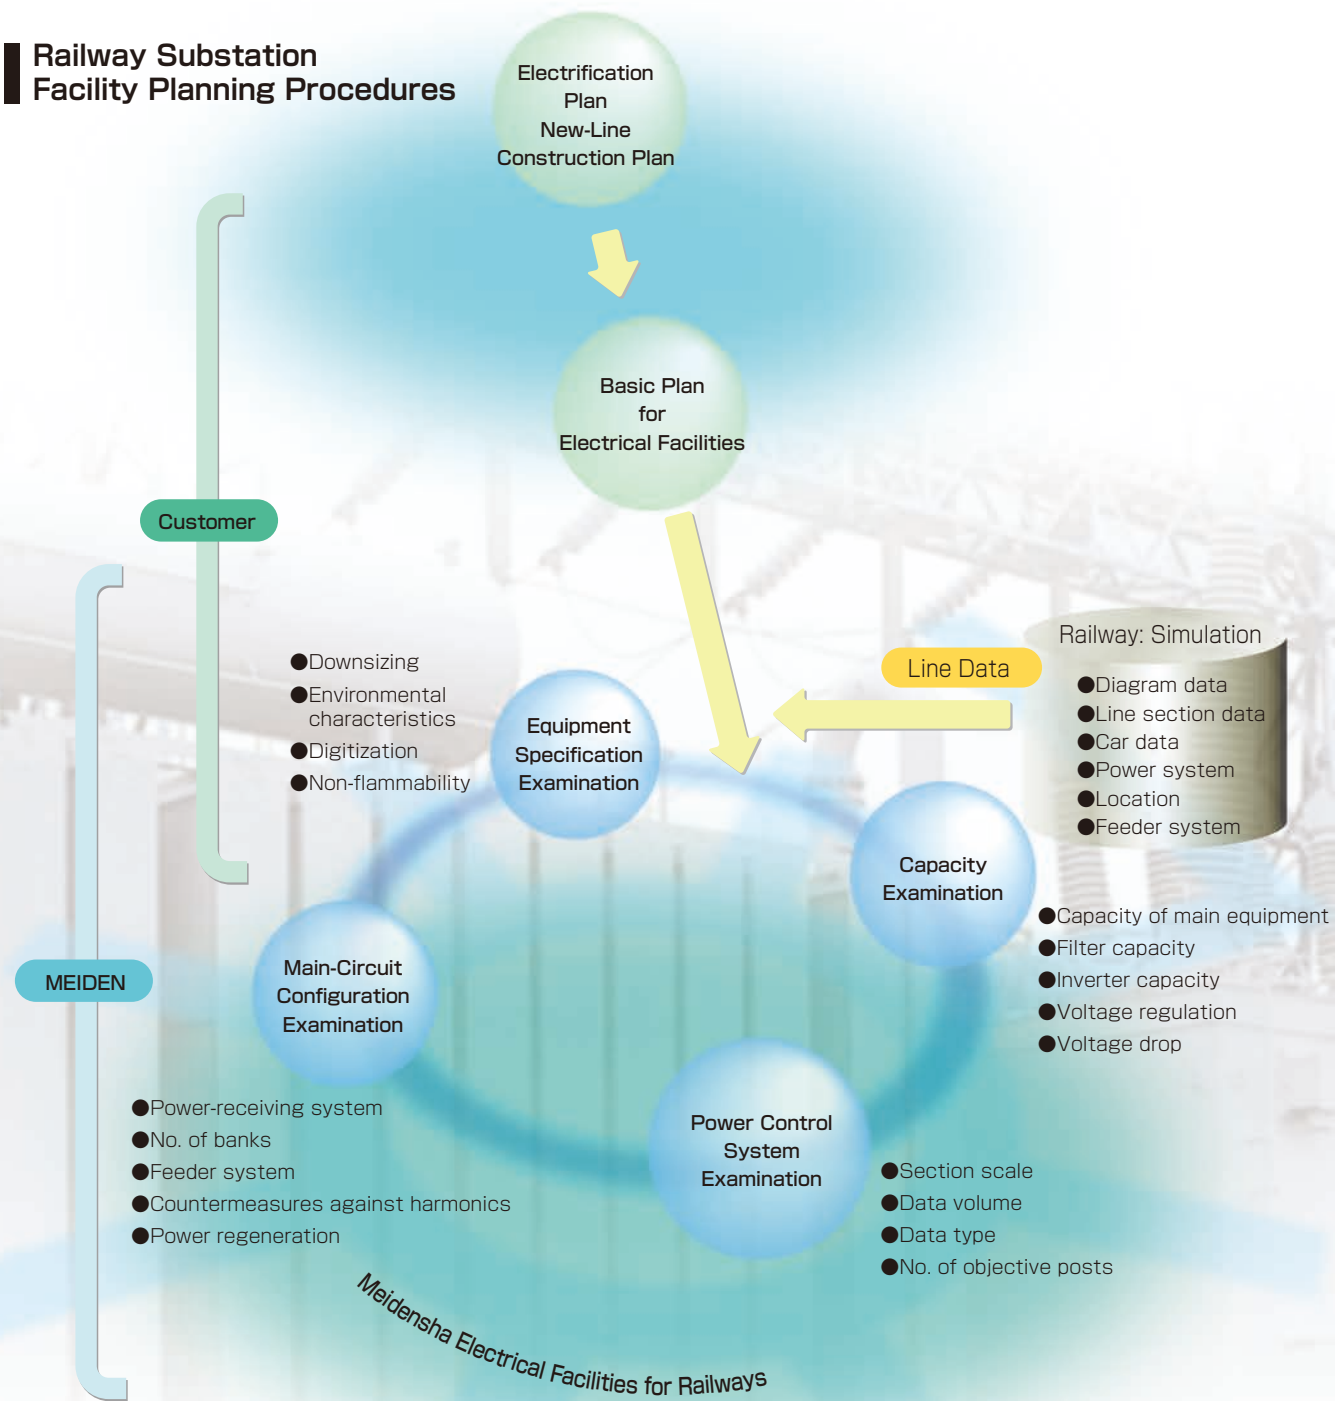 Railway Substation
Facility Planning Procedures
Electrification
Plan
New-Line
Construction Plan
Basic Plan
for
Electrical Facilities
Customer
Railway: Simulation
Line Data
●Diagram data
●Line section data
●Car data
●Power system
●Location
●Feeder system
●Downsizing
●Environmental
characteristics
●Digitization
●Non-flammability
Equipment
Specification
Examination
Capacity
Examination
●Capacity of main equipment
●Filter capacity
●Inverter capacity
●Voltage regulation
●Voltage drop
MEIDEN
Main-Circuit
Configuration
Examination
●Power-receiving system
●No. of banks
●Feeder system
●Countermeasures against harmonics
●Power regeneration
Power Control
System
Examination
●Section scale
●Data volume
●Data type
●No. of objective posts
Meidensha Electrical Facilities for Railways